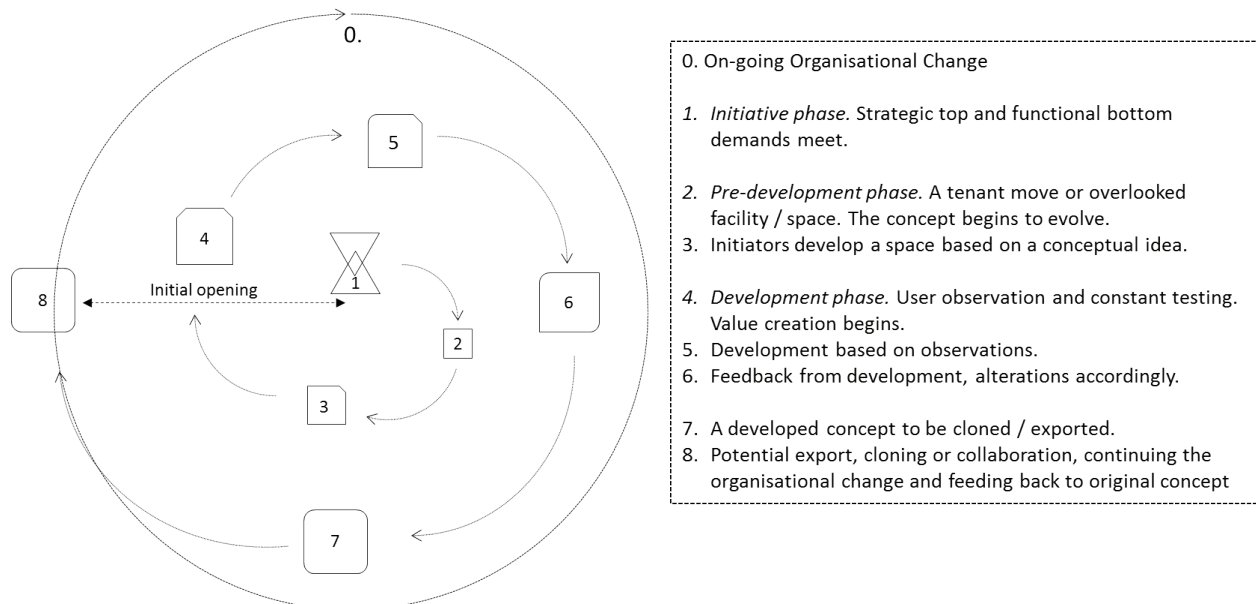 0.
5
4
1
Initial opening
8
6
2
3
7
0. On-going Organisational Change
1. Initiative phase. Strategic top and functional bottom
demands meet.
2. Pre-development phase. A tenant move or overlooked
facility / space. The concept begins to evolve.
3. Initiators develop a space based on a conceptual idea.
4. Development phase. User observation and constant testing.
Value creation begins.
5. Development based on observations.
6. Feedback from development, alterations accordingly.
7. A developed concept to be cloned / exported.
8. Potential export, cloning or collaboration, continuing the
organisational change and feeding back to original concept